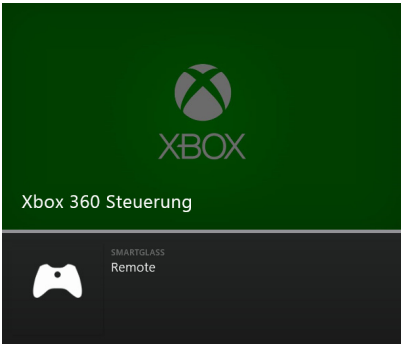 XBOX
Xbox 360 Steuerung
SMARTGLASS
Remote